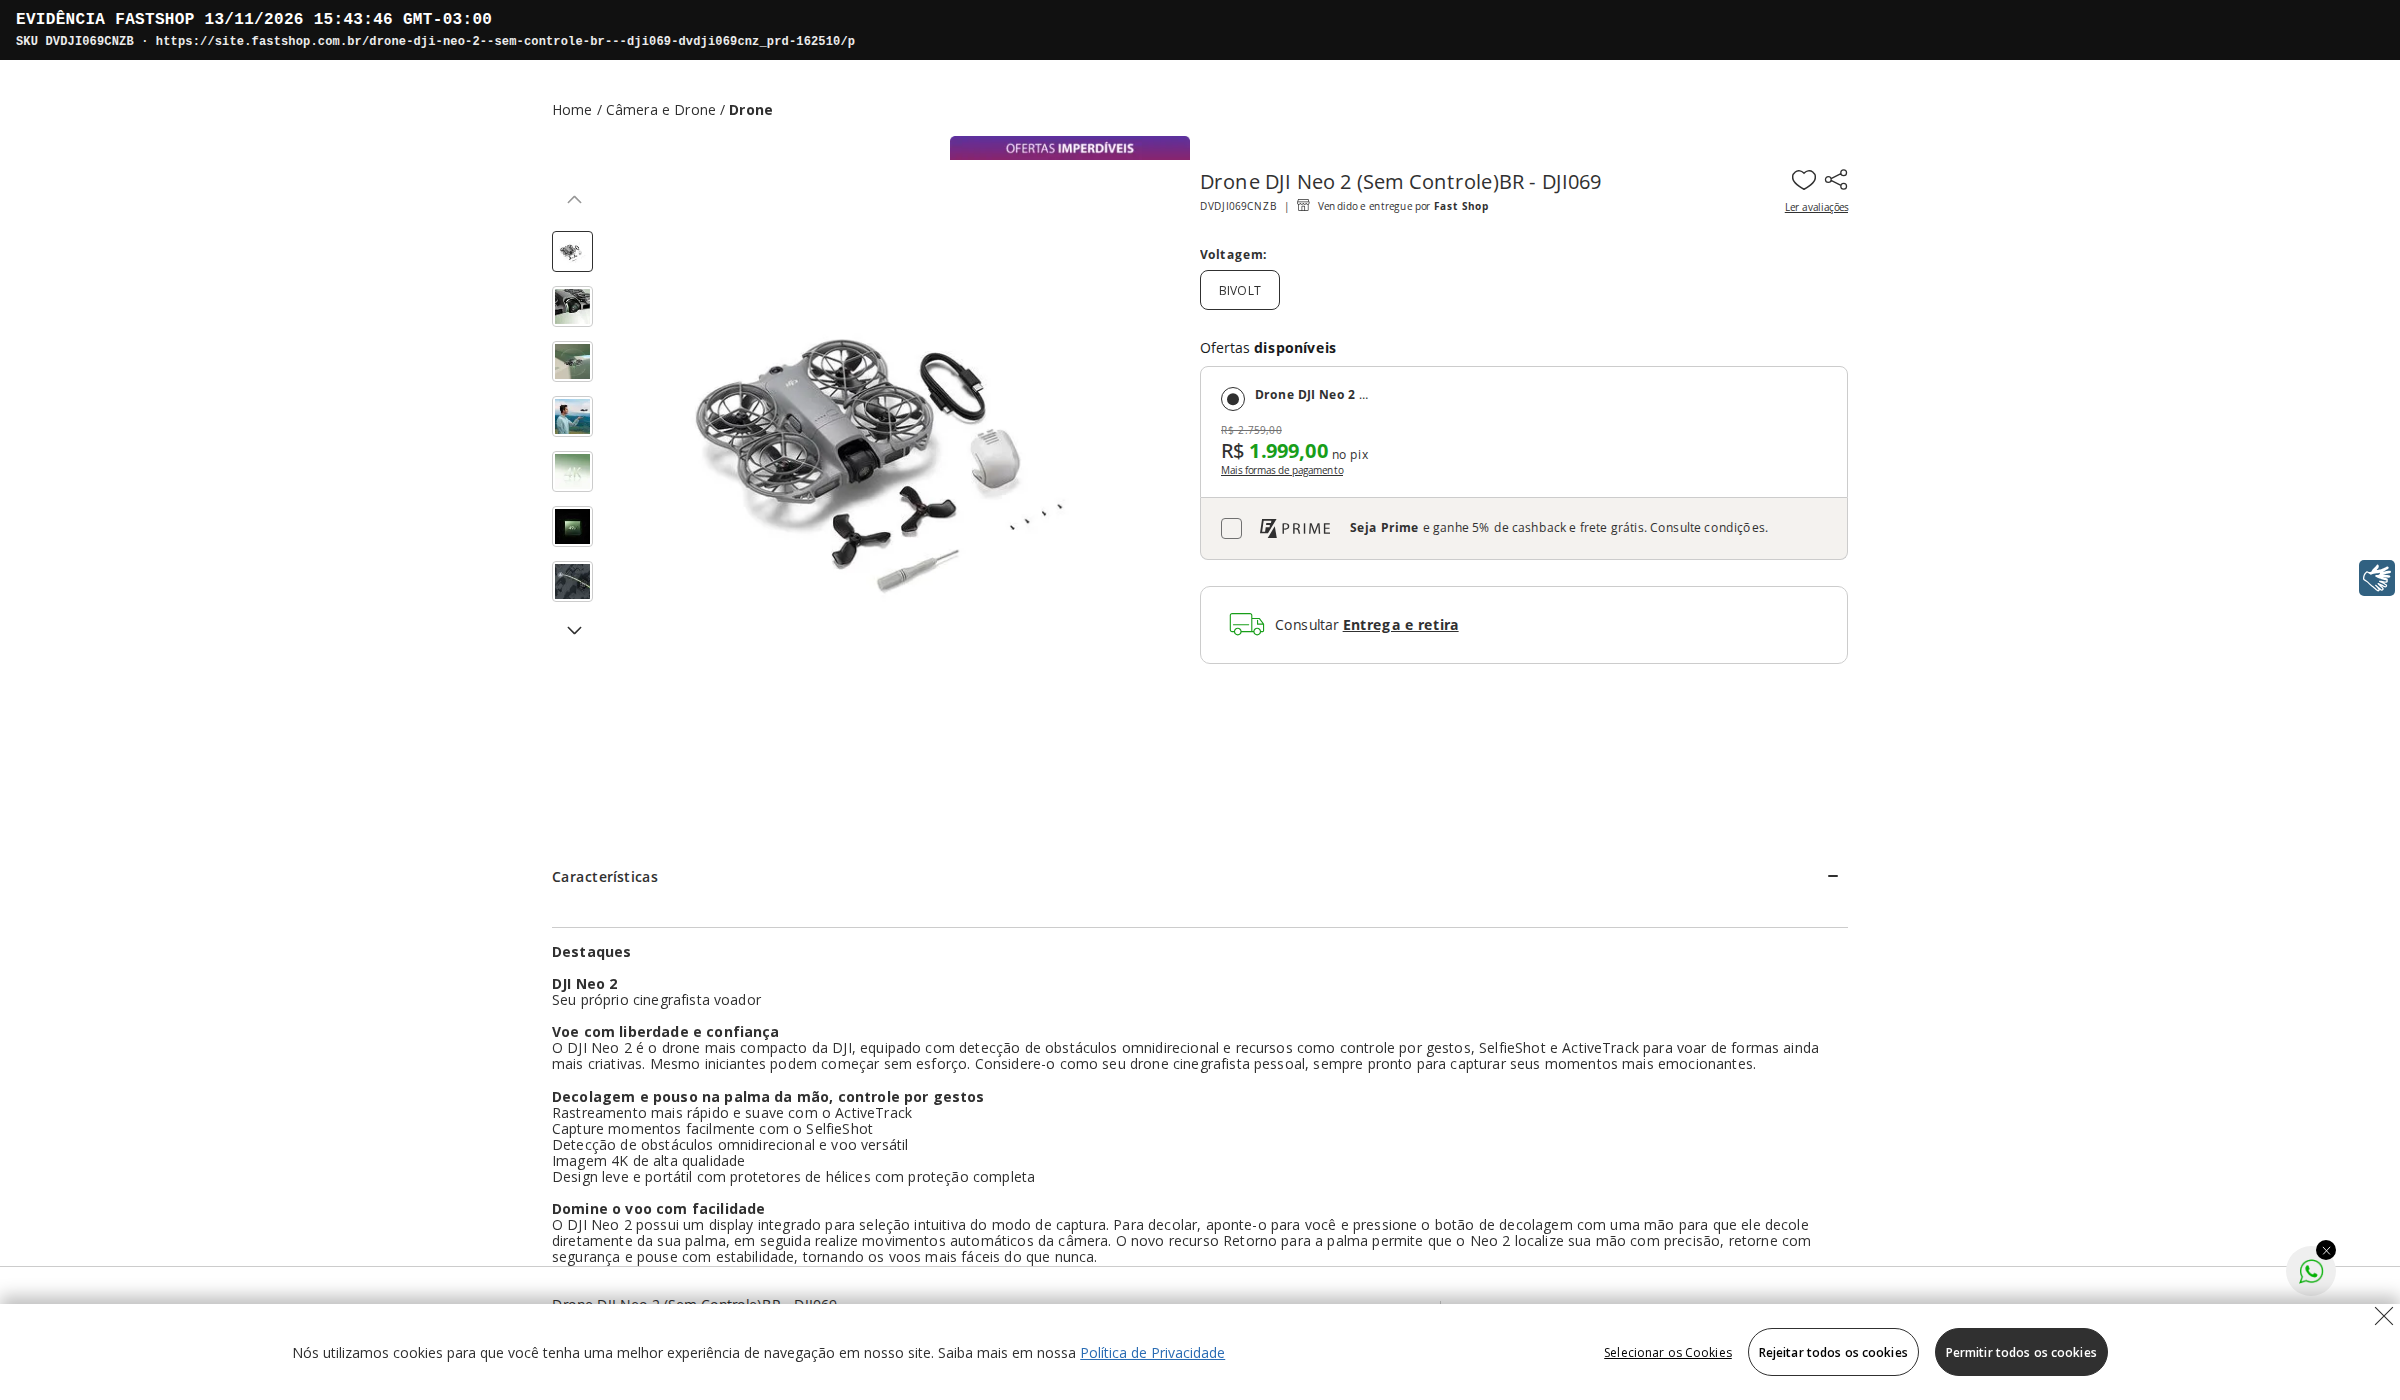 EVIDÊNCIA FASTSHOP 13/11/2026 15:43:46 GMT-03:00
SKU DVDJI069CNZB · https://site.fastshop.com.br/drone-dji-neo-2--sem-controle-br---dji069-dvdji069cnz_prd-162510/p
Home / Câmera e Drone / Drone
OFERTAS IMPERDÍVEIS
Drone DJI Neo 2 (Sem Controle)BR - DJI069
DVDJI069CNZB | Vendido e entregue por Fast Shop
Ler avaliações
Voltagem:
BIVOLT
Ofertas disponíveis
Drone DJI Neo 2 ...
R$ 2.759,00
R$ 1.999,00 no pix
Mais formas de pagamento
PRIME Seja Prime e ganhe 5% de cashback e frete grátis. Consulte condições.
Consultar Entrega e retira
Características
Destaques
DJI Neo 2
Seu próprio cinegrafista voador
Voe com liberdade e confiança
O DJI Neo 2 é o drone mais compacto da DJI, equipado com detecção de obstáculos omnidirecional e recursos como controle por gestos, SelfieShot e ActiveTrack para voar de formas ainda
mais criativas. Mesmo iniciantes podem começar sem esforço. Considere-o como seu drone cinegrafista pessoal, sempre pronto para capturar seus momentos mais emocionantes.
Decolagem e pouso na palma da mão, controle por gestos
Rastreamento mais rápido e suave com o ActiveTrack
Capture momentos facilmente com o SelfieShot
Detecção de obstáculos omnidirecional e voo versátil
Imagem 4K de alta qualidade
Design leve e portátil com protetores de hélices com proteção completa
Domine o voo com facilidade
O DJI Neo 2 possui um display integrado para seleção intuitiva do modo de captura. Para decolar, aponte-o para você e pressione o botão de decolagem com uma mão para que ele decole
diretamente da sua palma, em seguida realize movimentos automáticos da câmera. O novo recurso Retorno para a palma permite que o Neo 2 localize sua mão com precisão, retorne com
segurança e pouse com estabilidade, tornando os voos mais fáceis do que nunca.
Drone DJI Neo 2 (Sem Controle)BR - DJI069
Nós utilizamos cookies para que você tenha uma melhor experiência de navegação em nosso site. Saiba mais em nossa Política de Privacidade
Selecionar os Cookies
Rejeitar todos os cookies
Permitir todos os cookies